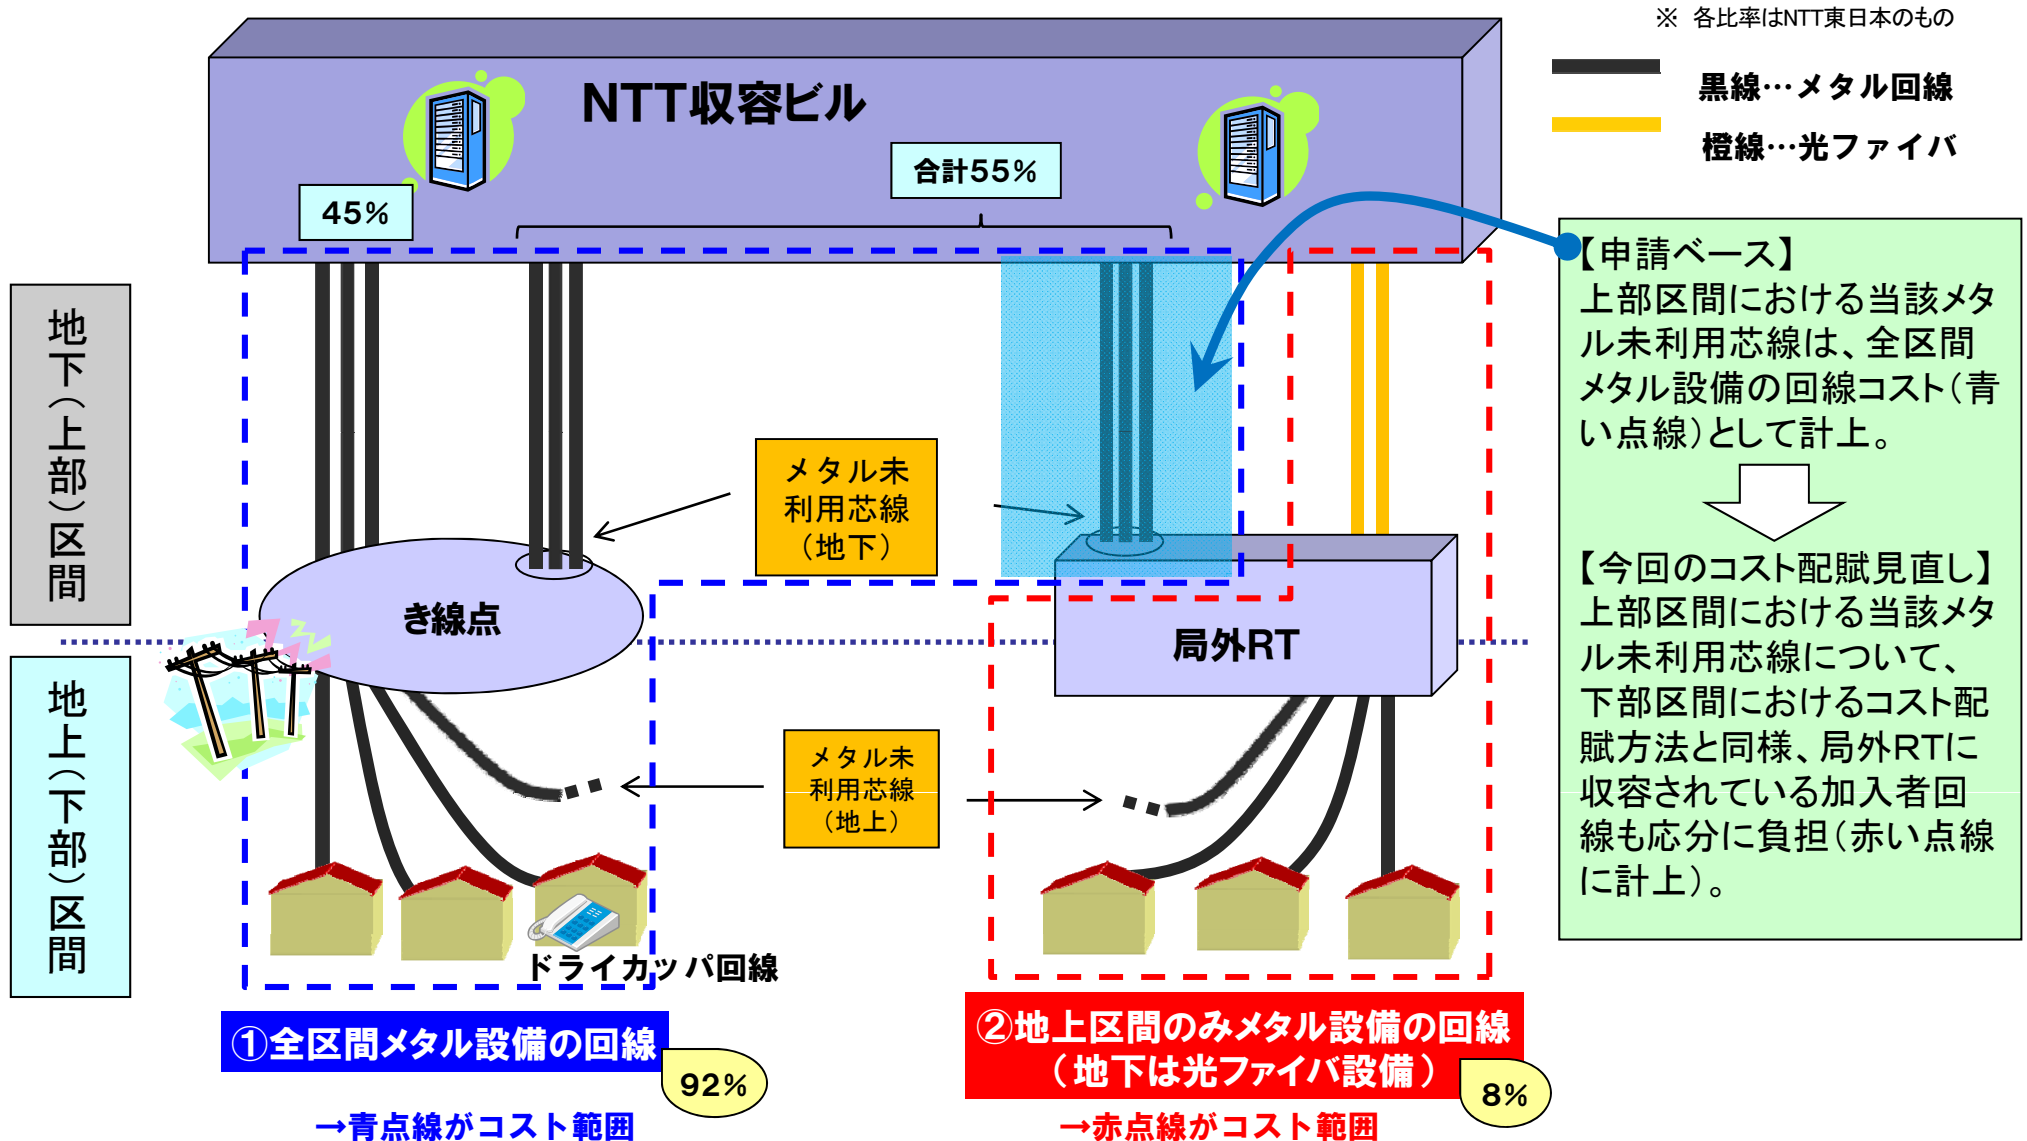 ※ 各比率はNTT東日本のもの
黒線…メタル回線
橙線…光ファイバ
NTT収容ビル
45%
合計55%
地下(上部)区間
地上(下部)区間
メタル未
利用芯線
(地下)
き線点
局外RT
メタル未
利用芯線
(地上)
ドライカッパ回線
①全区間メタル設備の回線
92%
→青点線がコスト範囲
②地上区間のみメタル設備の回線
(地下は光ファイバ設備)
8%
→赤点線がコスト範囲
【申請ベース】
上部区間における当該メタ
ル未利用芯線は、全区間
メタル設備の回線コスト(青
い点線)として計上。
【今回のコスト配賦見直し】
上部区間における当該メタ
ル未利用芯線について、
下部区間におけるコスト配
賦方法と同様、局外RTに
収容されている加入者回
線も応分に負担(赤い点線
に計上)。